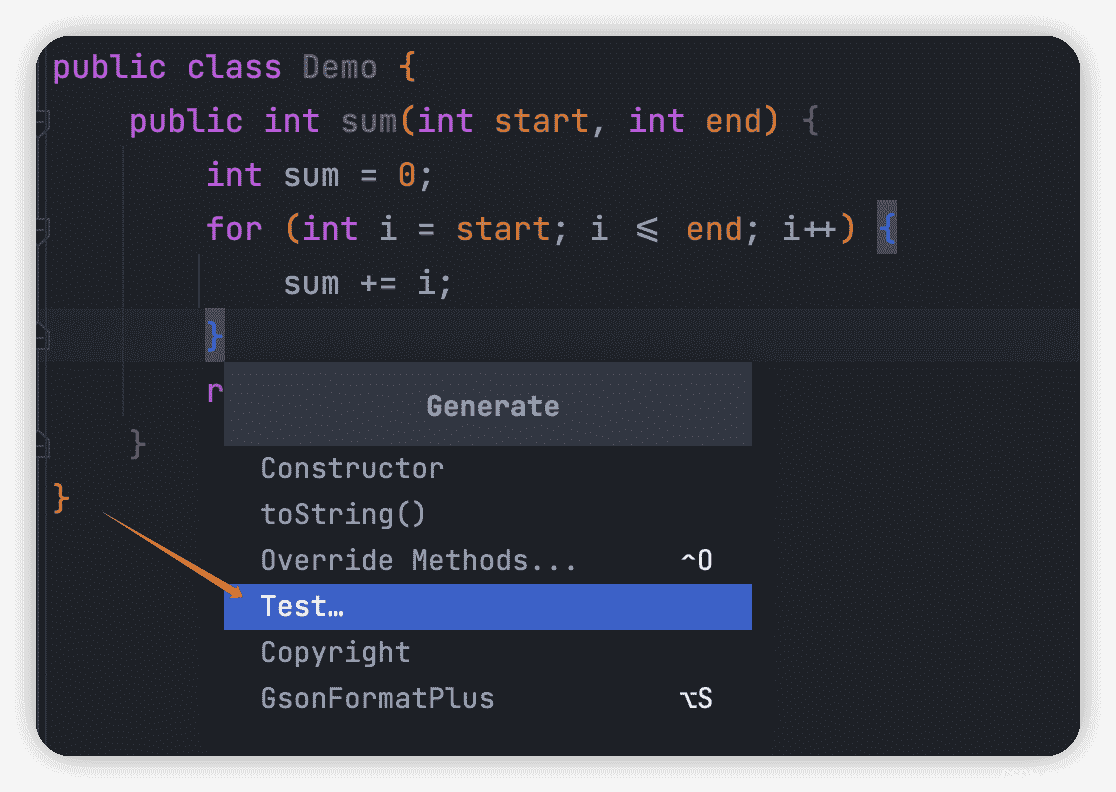 public class Demo {
public int sum(int start, int end) {
int sum = 0;
for (int i = start; i <= end; i++) {
sum += i;
}
r
Generate
}
Constructor
}
toString()
Override Methods... ^O
Test…
Copyright
GsonFormatPlus ⌥S